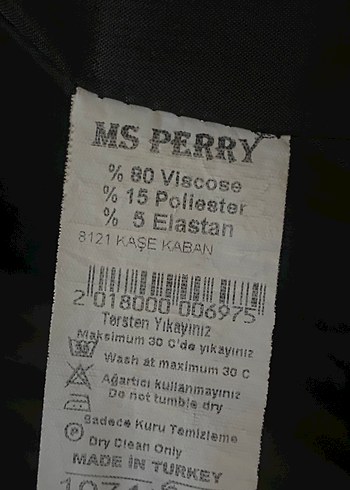 MS PERRY
% 80 Viscose
% 15 Poliester
% 5 Elastan
8121 KAŞE KABAN
2 018000 006975
Tersten Yıkayınız
Maksimum 30 C'de yıkayınız
Wash at maximum 30 C
Ağartıcı kullanmayınız
Do not tumble dry
Sadece Kuru Temizleme
P
Dry Clean Only
MADE IN TURKEY